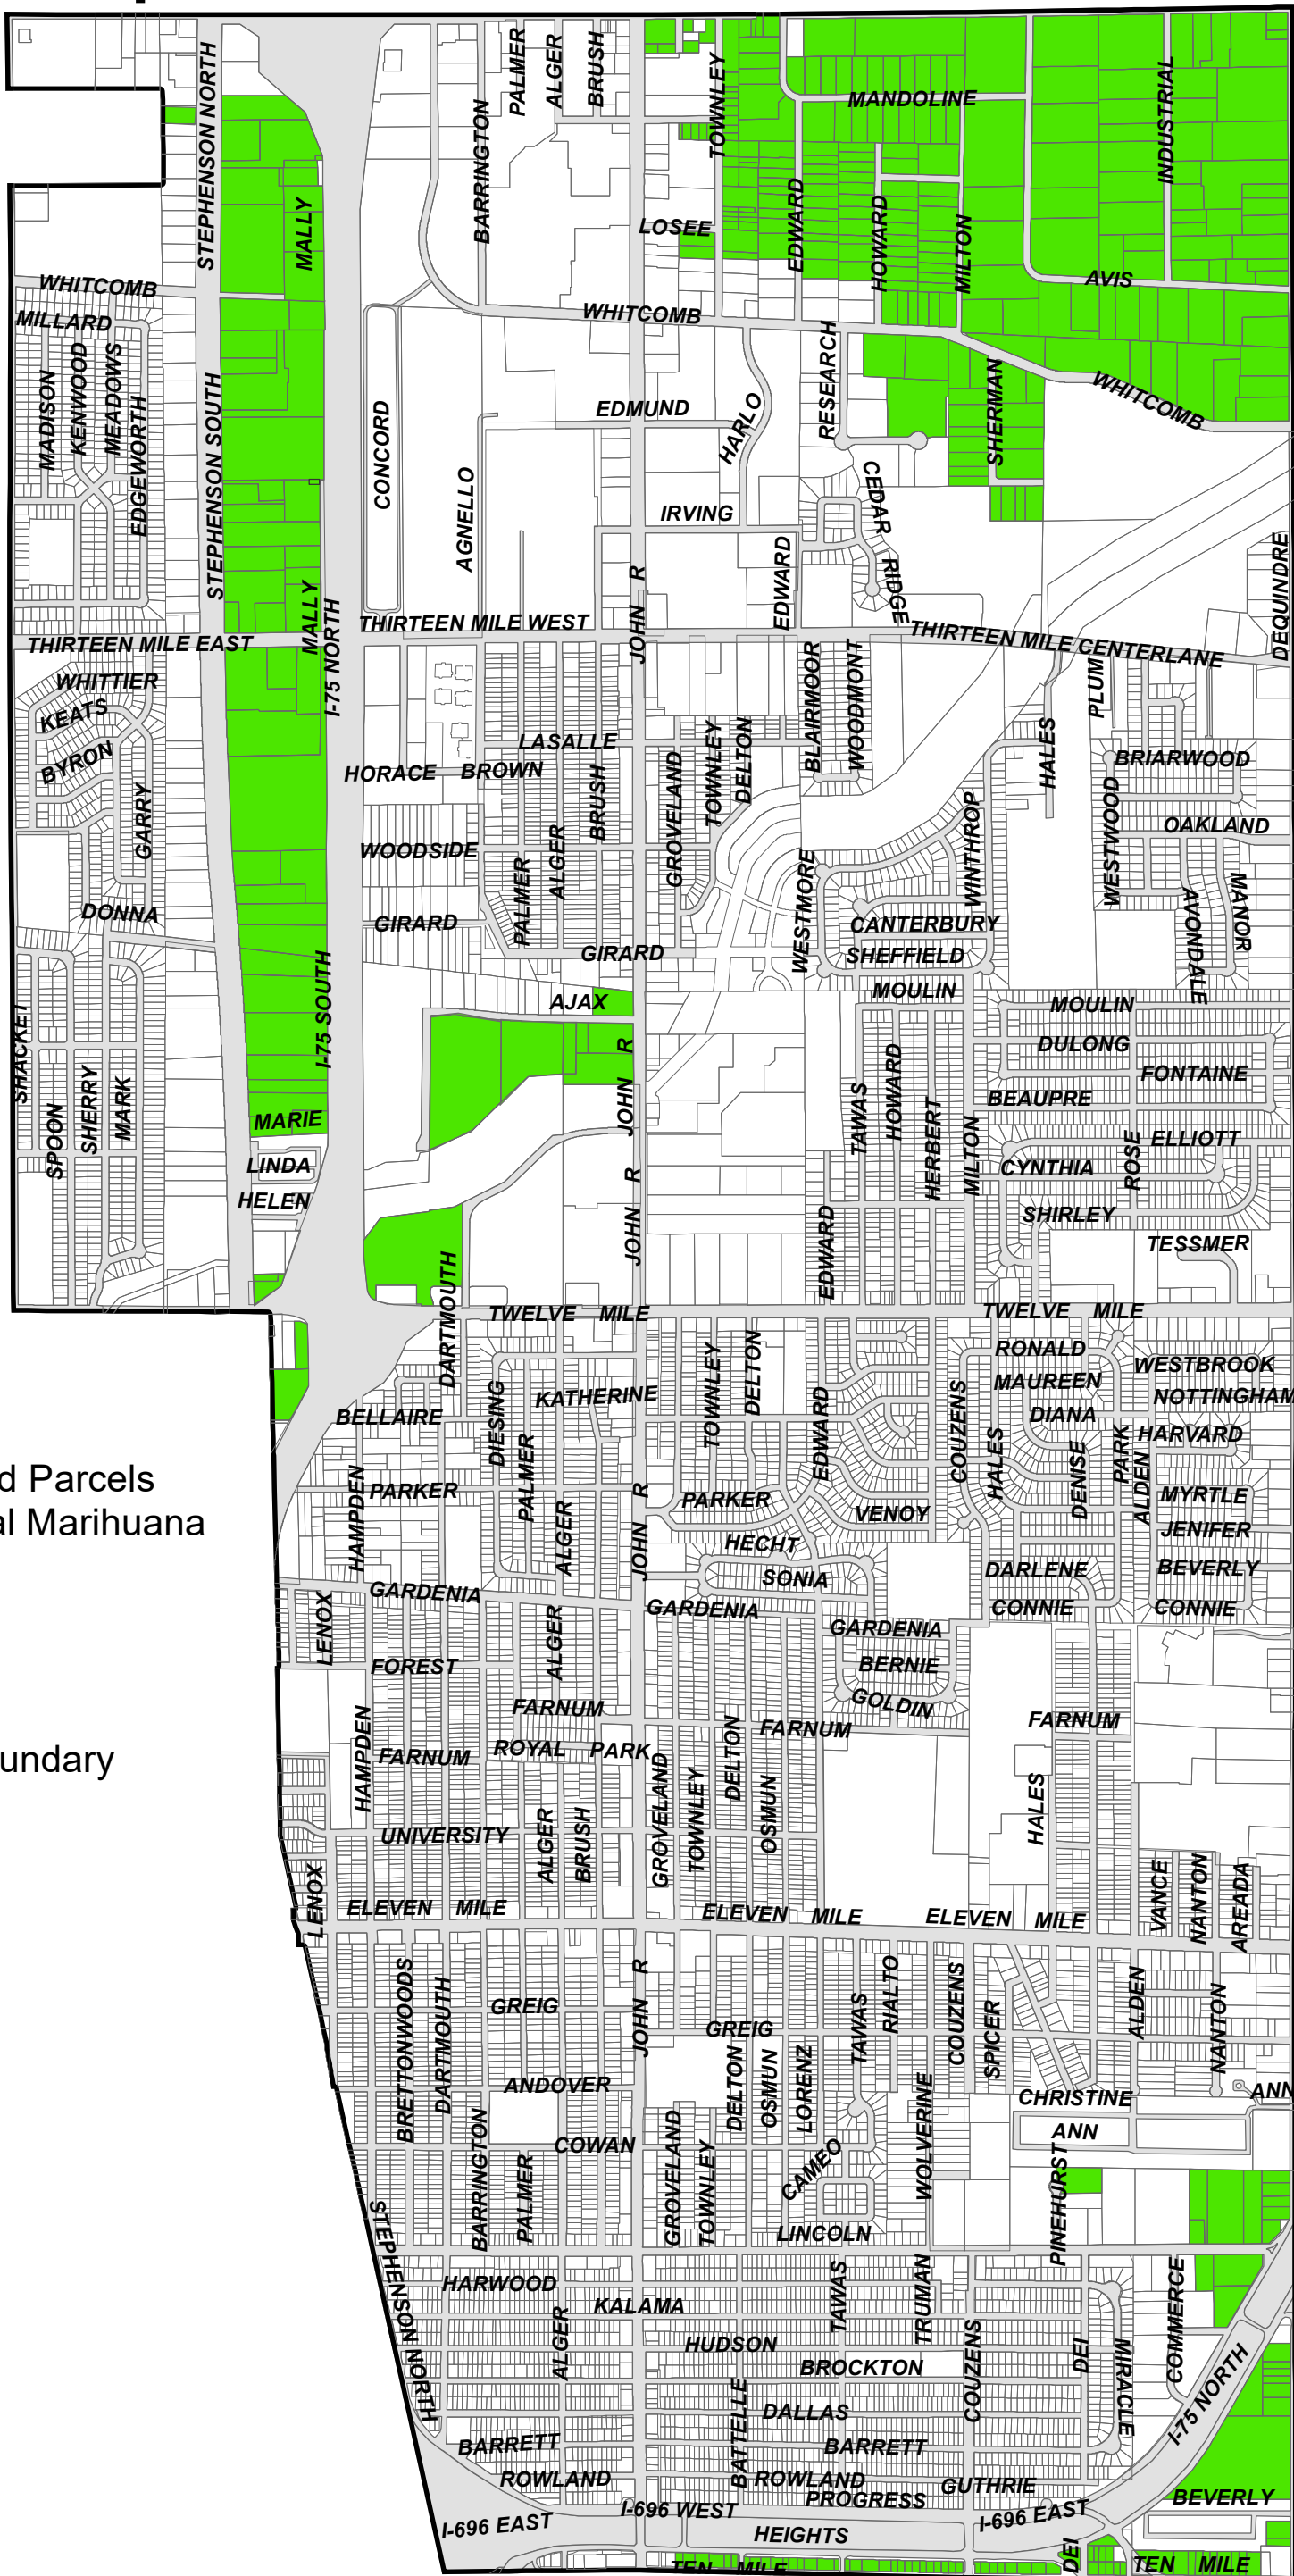 PALMER
ALGER
BRUSH
STEPHENSON NORTH
BARRINGTON
TOWNLEY
MANDOLINE
INDUSTRIAL
MALLY
LOSEE
EDWARD
HOWARD
MILTON
AVIS
WHITCOMB
WHITCOMB
MILLARD
MADISON
KENWOOD
MEADOWS
EDGEWORTH
STEPHENSON SOUTH
CONCORD
EDMUND
HARLO
RESEARCH
SHERMAN
WHITCOMB
AGNELLO
IRVING
CEDAR RIDGE
EDWARD
DEQUINDRE
MALLY
I-75 NORTH
JOHN R
THIRTEEN MILE WEST
THIRTEEN MILE EAST
THIRTEEN MILE CENTERLANE
WHITTIER
KEATS
BYRON
GARRY
LASALLE
HORACE BROWN
BRUSH
GROVELAND
TOWNLEY
DELTON
BLAIRMOOR
WOODMONT
HALES
PLUM
BRIARWOOD
WESTWOOD
OAKLAND
WOODSIDE
PALMER
ALGER
WESTMORE
WINTHROP
AVONDALE
MANOR
DONNA
GIRARD
GIRARD
CANTERBURY
SHEFFIELD
MOULIN
MOULIN
AJAX
I-75 SOUTH
SHACKET
SPOON
SHERRY
MARK
JOHN R
DULONG
FONTAINE
BEAUPRE
TAWAS
HOWARD
HERBERT
MILTON
MARIE
LINDA
HELEN
ELLIOTT
CYNTHIA
ROSE
SHIRLEY
TESSMER
JOHN R
EDWARD
DARTMOUTH
TWELVE MILE
TWELVE MILE
RONALD
WESTBROOK
MAUREEN
NOTTINGHAM
DIANA
HARVARD
KATHERINE
DIESING
TOWNLEY
DELTON
EDWARD
COUZENS
HALES
DENISE
PARK
ALDEN
BELLAIRE
PALMER
d Parcels
al Marihuana
HAMPDEN
PARKER
ALGER
JOHN R
PARKER
VENOY
MYRTLE
JENIFER
HECHT
SONIA
DARLENE
BEVERLY
CONNIE
CONNIE
GARDENIA
GARDENIA
GARDENIA
LENOX
ALGER
FOREST
BERNIE
GOLDIN
FARNUM
FARNUM
FARNUM
HAMPDEN
FARNUM
ROYAL PARK
undary
GROVELAND
TOWNLEY
DELTON
OSMUN
HALES
UNIVERSITY
ALGER
BRUSH
LENOX
ELEVEN MILE
ELEVEN MILE
ELEVEN MILE
VANCE
NANTON
AREADA
BRETTONWOODS
DARTMOUTH
GREIG
JOHN R
GREIG
TAWAS
RIALTO
COUZENS
SPICER
ALDEN
NANTON
DELTON
OSMUN
LORENZ
ANDOVER
CHRISTINE
ANN
ANN
COWAN
BARRINGTON
PALMER
GROVELAND
TOWNLEY
CAMEO
WOLVERINE
PINEHURST
LINCOLN
STEPHENSON NORTH
HARWOOD
KALAMA
TAWAS
TRUMAN
COMMERCE
ALGER
HUDSON
BROCKTON
COUZENS
DEI
MIRACLE
I-75 NORTH
DALLAS
BATTELLE
BARRETT
BARRETT
ROWLAND
ROWLAND
GUTHRIE
PROGRESS
BEVERLY
I-696 EAST
I-696 WEST
I-696 EAST
HEIGHTS
DEI
TEN MILE
TEN MILE